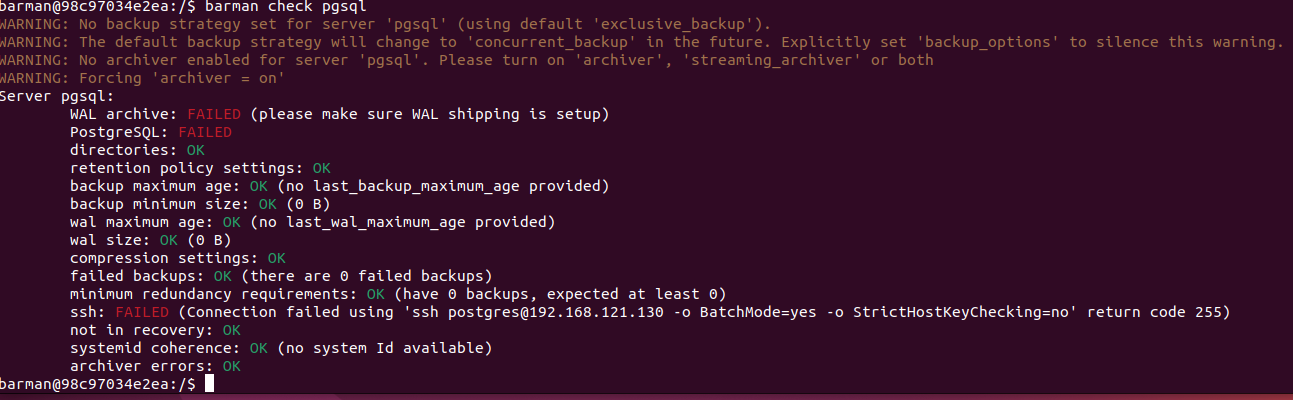 barman@98c97034e2ea:/$ barman check pgsql
WARNING: No backup strategy set for server 'pgsql' (using default 'exclusive_backup').
WARNING: The default backup strategy will change to 'concurrent_backup' in the future. Explicitly set 'backup_options' to silence this warning.
WARNING: No archiver enabled for server 'pgsql'. Please turn on 'archiver', 'streaming_archiver' or both
WARNING: Forcing 'archiver = on'
Server pgsql:
WAL archive: FAILED (please make sure WAL shipping is setup)
PostgreSQL: FAILED
directories: OK
retention policy settings: OK
backup maximum age: OK (no last_backup_maximum_age provided)
backup minimum size: OK (0 B)
wal maximum age: OK (no last_wal_maximum_age provided)
wal size: OK (0 B)
compression settings: OK
failed backups: OK (there are 0 failed backups)
minimum redundancy requirements: OK (have 0 backups, expected at least 0)
ssh: FAILED (Connection failed using 'ssh postgres@192.168.121.130 -o BatchMode=yes -o StrictHostKeyChecking=no' return code 255)
not in recovery: OK
systemid coherence: OK (no system Id available)
archiver errors: OK
barman@98c97034e2ea:/$